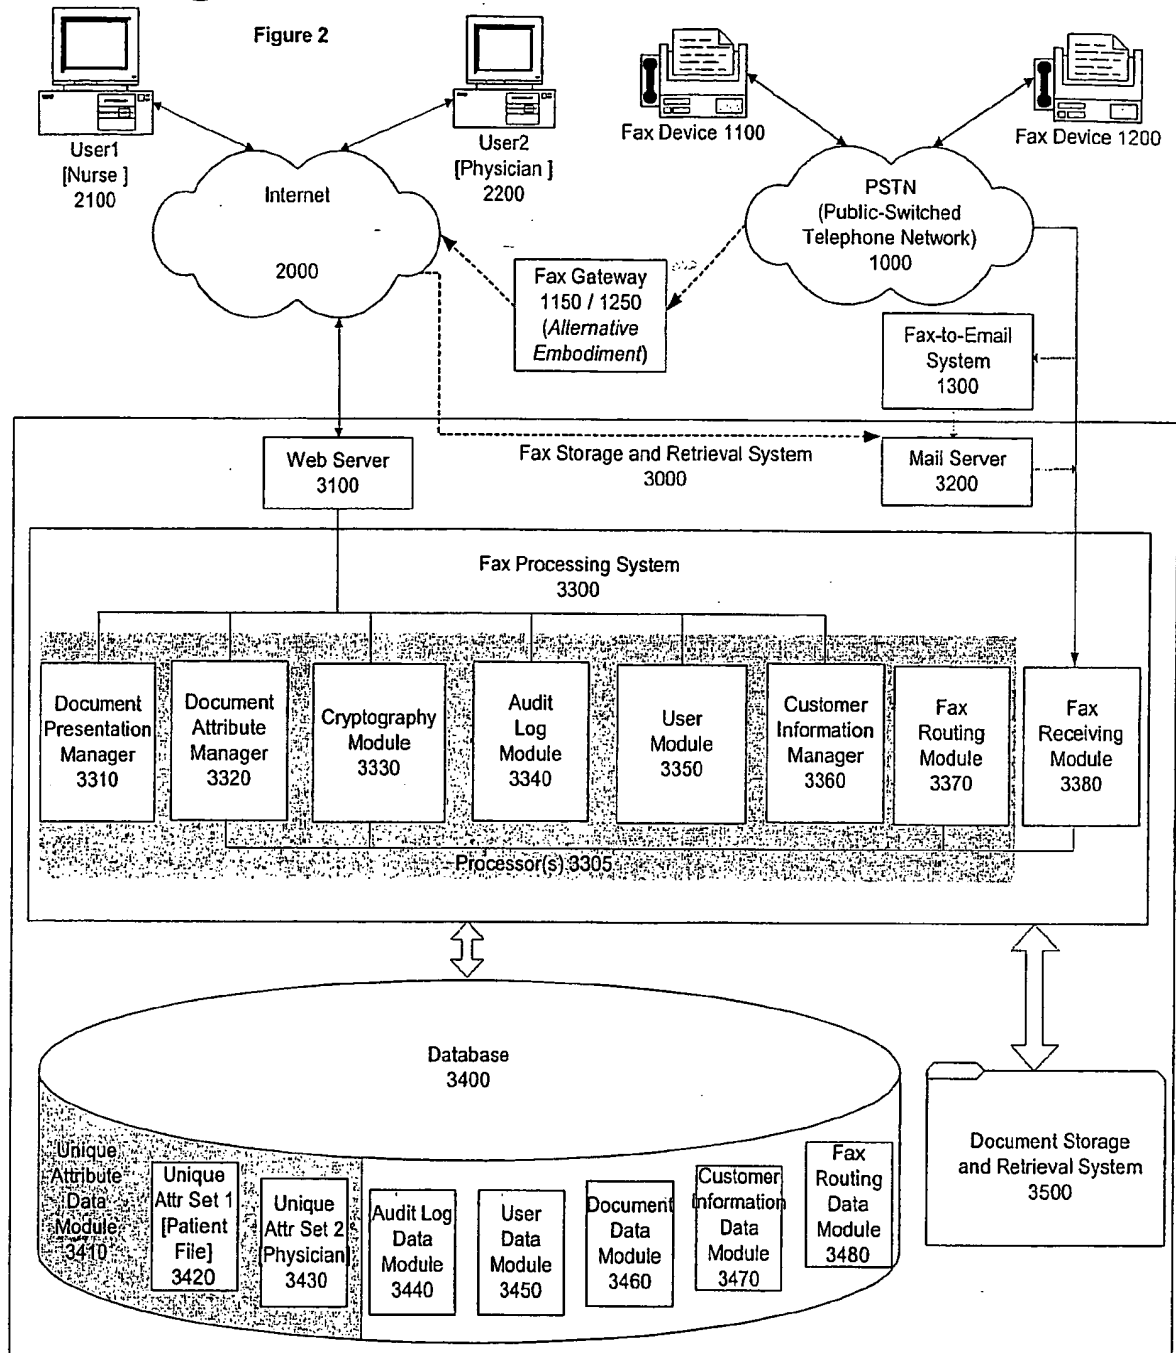 Figure 2
User1
[Nurse ]
2100
User2
[Physician ]
2200
Fax Device 1100
Fax Device 1200
Internet
2000
PSTN
(Public-Switched
Telephone Network)
1000
Fax Gateway
1150 / 1250
(Alternative
Embodiment)
Fax-to-Email
System
1300
Web Server
3100
Fax Storage and Retrieval System
3000
Mail Server
3200
Fax Processing System
3300
Document
Presentation
Manager
3310
Document
Attribute
Manager
3320
Cryptography
Module
3330
Audit
Log
Module
3340
User
Module
3350
Customer
Information
Manager
3360
Fax
Routing
Module
3370
Fax
Receiving
Module
3380
Processor(s) 3305
Database
3400
Unique
Attribute
Data
Module
3410
Unique
Attr Set 1
[Patient
File]
3420
Unique
Attr Set 2
[Physician]
3430
Audit Log
Data
Module
3440
User
Data
Module
3450
Document
Data
Module
3460
Customer
Information
Data
Module
3470
Fax
Routing
Data
Module
3480
Document Storage
and Retrieval System
3500